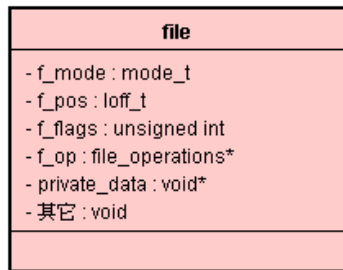 file
- f_mode : mode_t
- f_pos : loff_t
- f_flags : unsigned int
- f_op : file_operations*
- private_data : void*
- 其它 : void